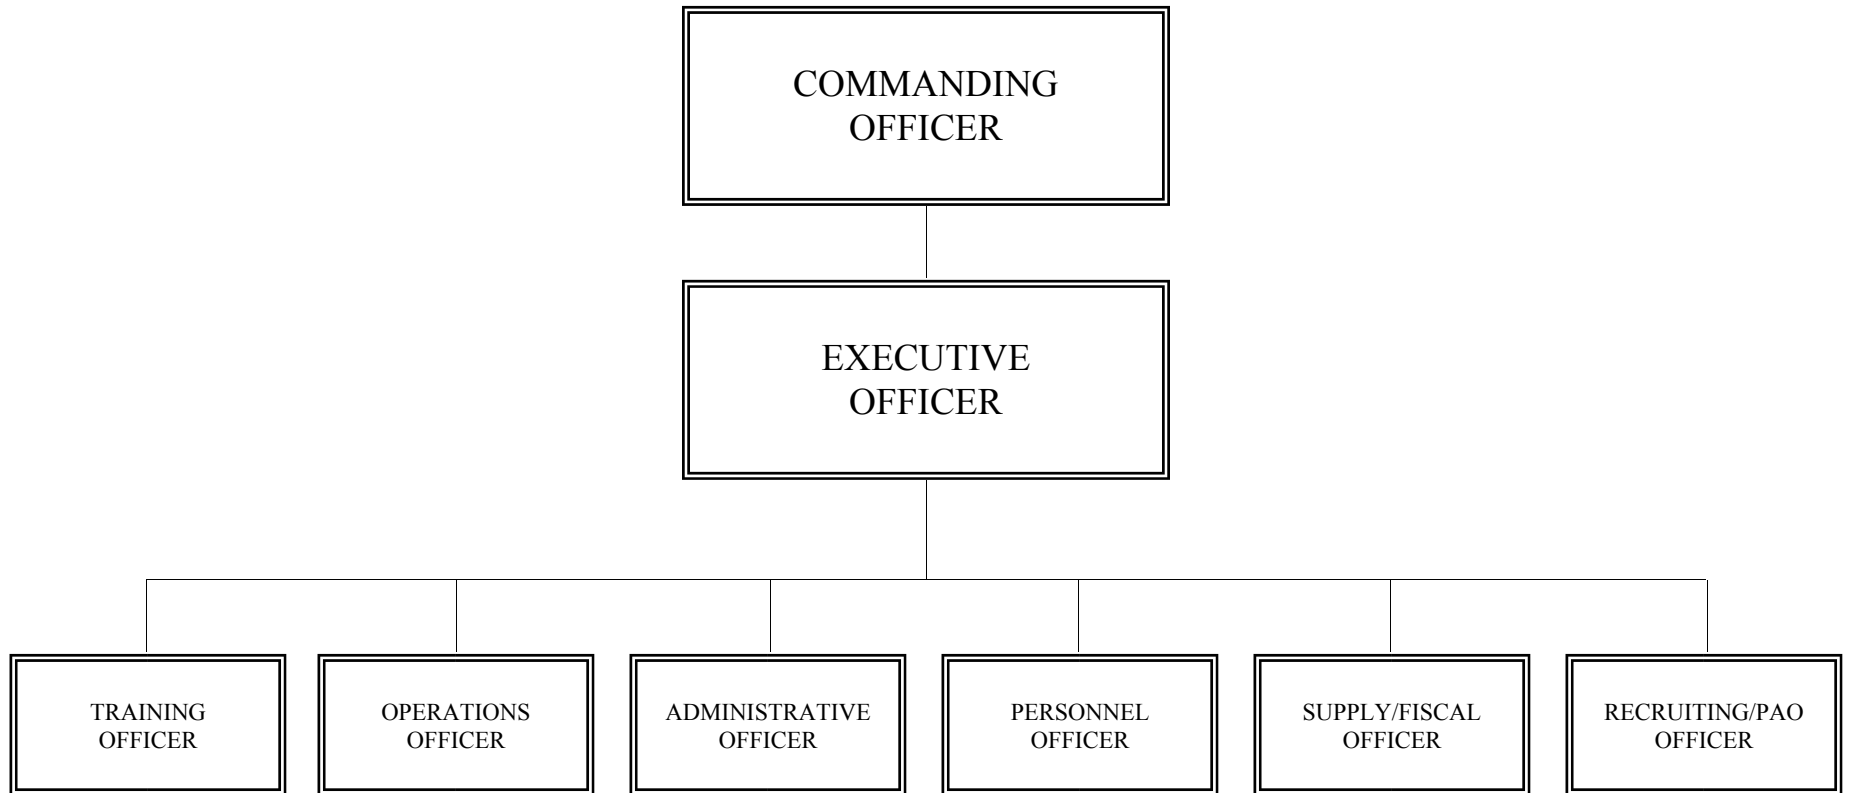 COMMANDING
OFFICER
EXECUTIVE
OFFICER
TRAINING
OFFICER
OPERATIONS
OFFICER
ADMINISTRATIVE
OFFICER
PERSONNEL
OFFICER
SUPPLY/FISCAL
OFFICER
RECRUITING/PAO
OFFICER